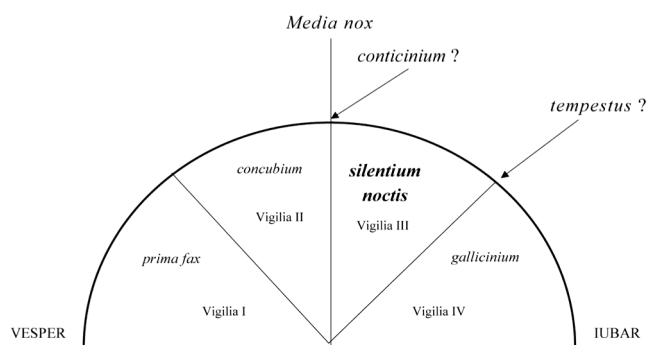 Media nox
conticinium ?
tempestus ?
concubium
silentium
noctis
Vigilia II
Vigilia III
prima fax
gallicinium
Vigilia I
Vigilia IV
VESPER
IUBAR